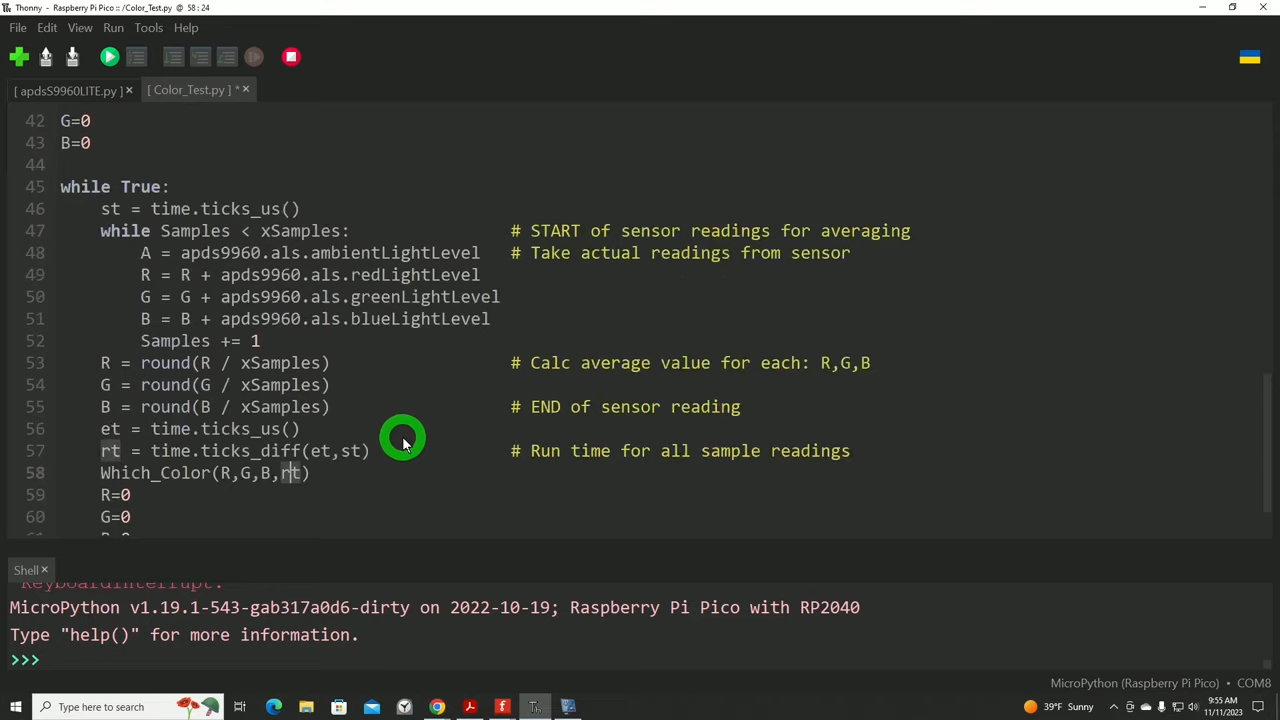 Thonny - Raspberry Pi Pico :: /Color_Test.py @ 58 : 24
File Edit View Run Tools Help
[ apdsS9960LITE.py ] × [ Color_Test.py ] * ×
42 G=0
43 B=0
44
45 while True:
46 st = time.ticks_us()
47 while Samples < xSamples: # START of sensor readings for averaging
48 A = apds9960.als.ambientLightLevel # Take actual readings from sensor
49 R = R + apds9960.als.redLightLevel
50 G = G + apds9960.als.greenLightLevel
51 B = B + apds9960.als.blueLightLevel
52 Samples += 1
53 R = round(R / xSamples) # Calc average value for each: R,G,B
54 G = round(G / xSamples)
55 B = round(B / xSamples) # END of sensor reading
56 et = time.ticks_us()
57 rt = time.ticks_diff(et,st) # Run time for all sample readings
58 Which_Color(R,G,B,rt)
59 R=0
60 G=0
61 B=0
Shell ×
KeyboardInterrupt:
MicroPython v1.19.1-543-gab317a0d6-dirty on 2022-10-19; Raspberry Pi Pico with RP2040
Type "help()" for more information.
>>>
MicroPython (Raspberry Pi Pico) • COM8
Type here to search
39°F Sunny
9:55 AM
11/11/2023